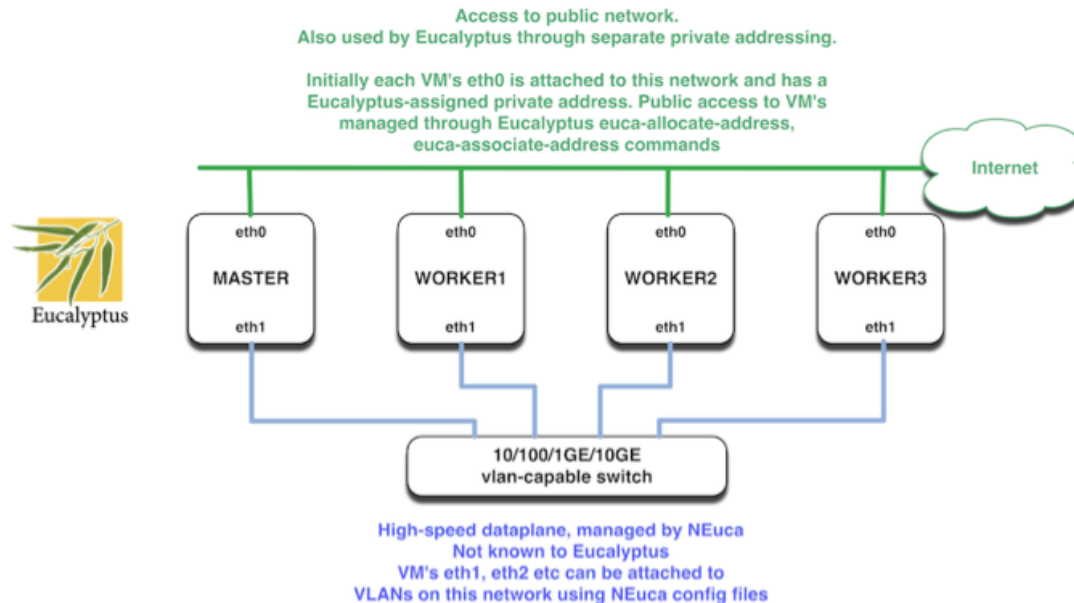 Access to public network.
Also used by Eucalyptus through separate private addressing.
Initially each VM's eth0 is attached to this network and has a
Eucalyptus-assigned private address. Public access to VM's
managed through Eucalyptus euca-allocate-address,
euca-associate-address commands
Internet
eth0
eth0
eth0
eth0
MASTER
WORKER1
WORKER2
WORKER3
Eucalyptus
eth1
eth1
eth1
eth1
10/100/1GE/10GE
vlan-capable switch
High-speed dataplane, managed by NEuca
Not known to Eucalyptus
VM's eth1, eth2 etc can be attached to
VLANs on this network using NEuca config files